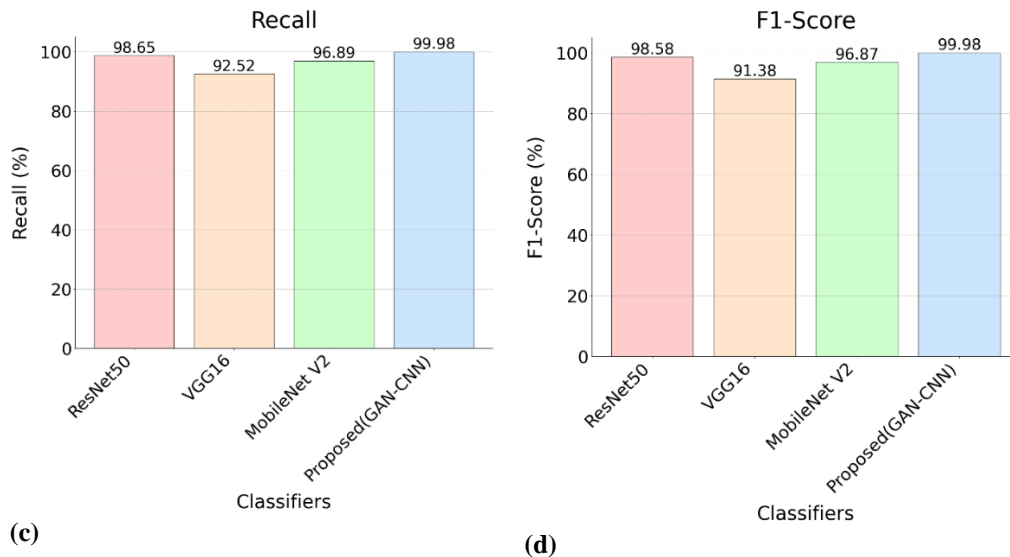 Recall
Recall (%)
100
80
60
40
20
0
98.65
92.52
96.89
99.98
ResNet50
VGG16
MobileNet V2
Proposed(GAN-CNN)
Classifiers
(c)
F1-Score
F1-Score (%)
100
80
60
40
20
0
98.58
91.38
96.87
99.98
ResNet50
VGG16
MobileNet V2
Proposed(GAN-CNN)
Classifiers
(d)